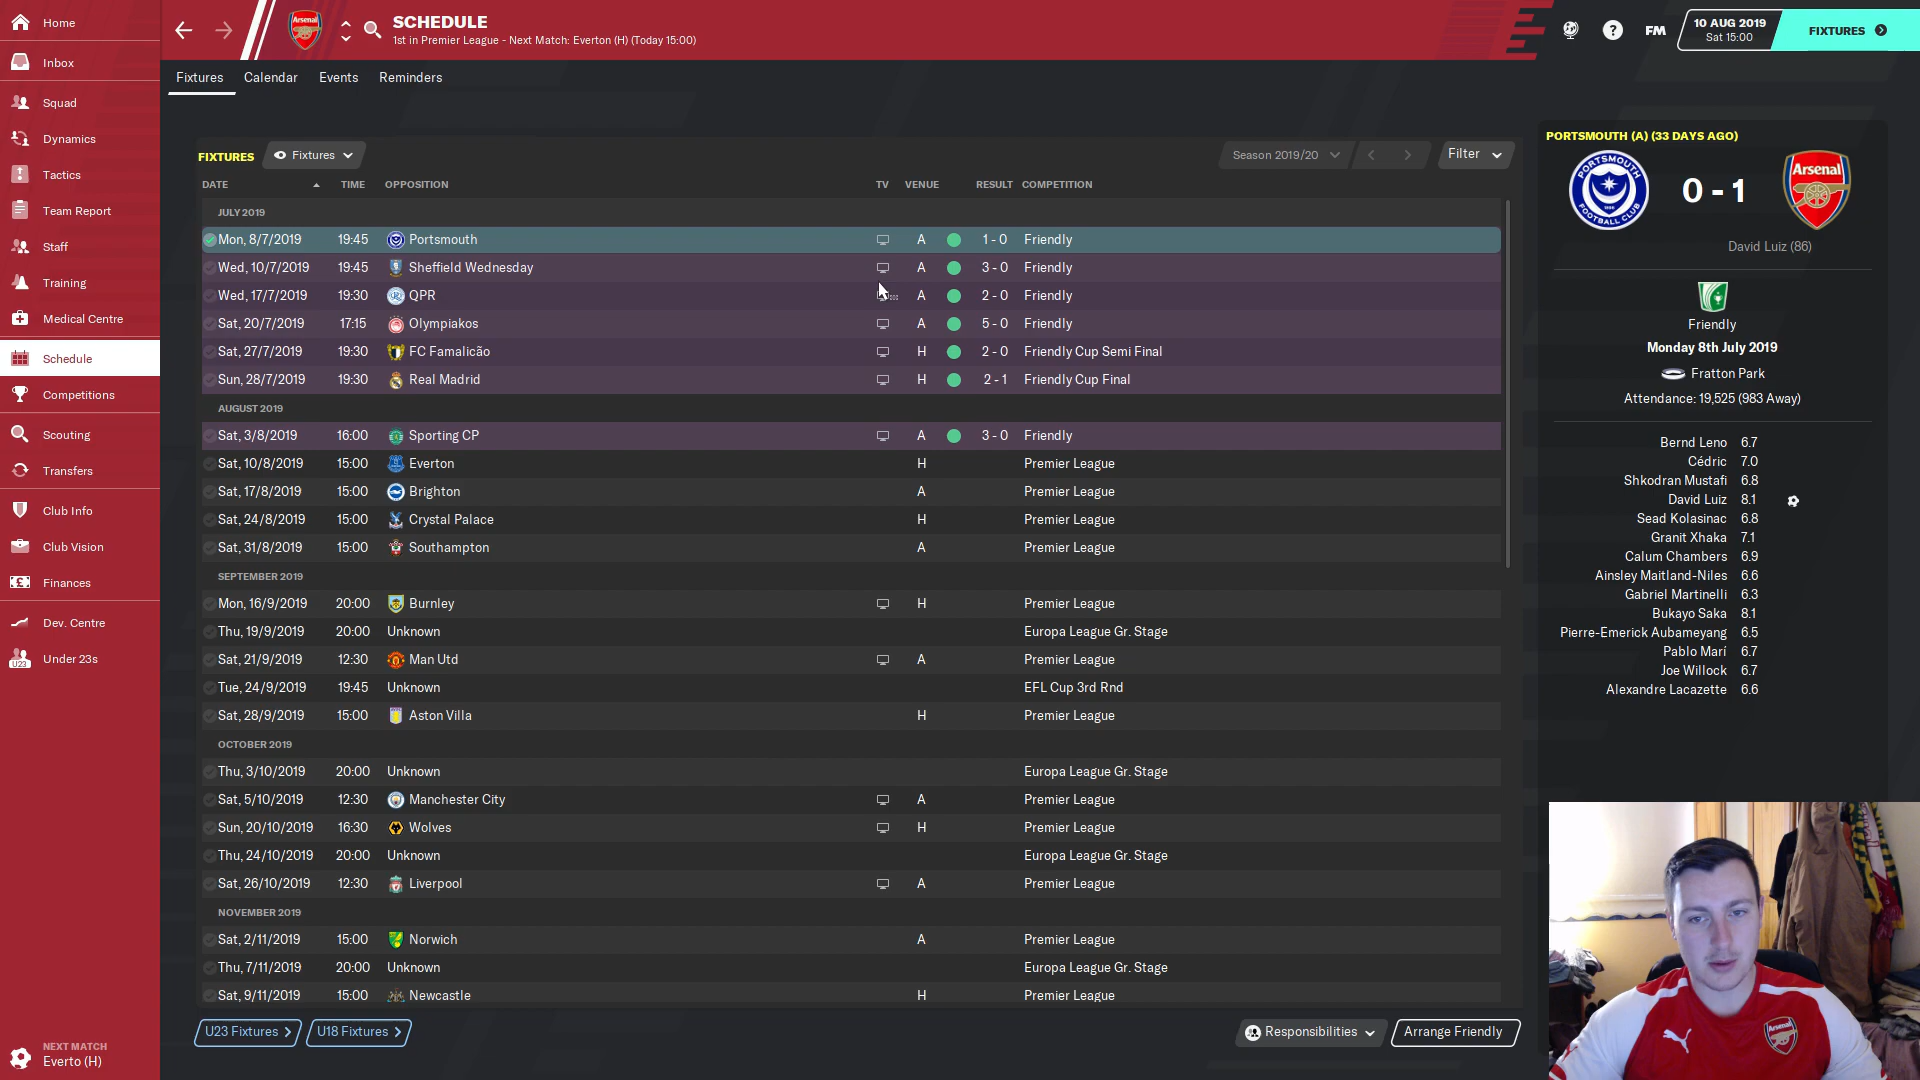 Home
Inbox
Squad
Dynamics
Tactics
Team Report
Staff
Training
Medical Centre
Schedule
Competitions
Scouting
Transfers
Club Info
Club Vision
Finances
Dev. Centre
U23 Under 23s
NEXT MATCH
Everto (H)
Arsenal
SCHEDULE
1st in Premier League - Next Match: Everton (H) (Today 15:00)
? FM
10 AUG 2019
Sat 15:00
FIXTURES
Fixtures Calendar Events Reminders
FIXTURES Fixtures Season 2019/20 Filter
DATE TIME OPPOSITION TV VENUE RESULT COMPETITION
JULY 2019
Mon, 8/7/2019 19:45 Portsmouth A 1 - 0 Friendly
Wed, 10/7/2019 19:45 Sheffield Wednesday A 3 - 0 Friendly
Wed, 17/7/2019 19:30 QPR A 2 - 0 Friendly
Sat, 20/7/2019 17:15 Olympiakos A 5 - 0 Friendly
Sat, 27/7/2019 19:30 FC Famalicão H 2 - 0 Friendly Cup Semi Final
Sun, 28/7/2019 19:30 Real Madrid H 2 - 1 Friendly Cup Final
AUGUST 2019
Sat, 3/8/2019 16:00 Sporting CP A 3 - 0 Friendly
Sat, 10/8/2019 15:00 Everton H Premier League
Sat, 17/8/2019 15:00 Brighton A Premier League
Sat, 24/8/2019 15:00 Crystal Palace H Premier League
Sat, 31/8/2019 15:00 Southampton A Premier League
SEPTEMBER 2019
Mon, 16/9/2019 20:00 Burnley H Premier League
Thu, 19/9/2019 20:00 Unknown Europa League Gr. Stage
Sat, 21/9/2019 12:30 Man Utd A Premier League
Tue, 24/9/2019 19:45 Unknown EFL Cup 3rd Rnd
Sat, 28/9/2019 15:00 Aston Villa H Premier League
OCTOBER 2019
Thu, 3/10/2019 20:00 Unknown Europa League Gr. Stage
Sat, 5/10/2019 12:30 Manchester City A Premier League
Sun, 20/10/2019 16:30 Wolves H Premier League
Thu, 24/10/2019 20:00 Unknown Europa League Gr. Stage
Sat, 26/10/2019 12:30 Liverpool A Premier League
NOVEMBER 2019
Sat, 2/11/2019 15:00 Norwich A Premier League
Thu, 7/11/2019 20:00 Unknown Europa League Gr. Stage
Sat, 9/11/2019 15:00 Newcastle H Premier League
U23 Fixtures U18 Fixtures Responsibilities Arrange Friendly
PORTSMOUTH (A) (33 DAYS AGO)
PORTSMOUTH FOOTBALL CLUB
0 - 1
Arsenal
David Luiz (86)
Friendly
Monday 8th July 2019
Fratton Park
Attendance: 19,525 (983 Away)
Bernd Leno 6.7
Cédric 7.0
Shkodran Mustafi 6.8
David Luiz 8.1
Sead Kolasinac 6.8
Granit Xhaka 7.1
Calum Chambers 6.9
Ainsley Maitland-Niles 6.6
Gabriel Martinelli 6.3
Bukayo Saka 8.1
Pierre-Emerick Aubameyang 6.5
Pablo Marí 6.7
Joe Willock 6.7
Alexandre Lacazette 6.6
Arsenal